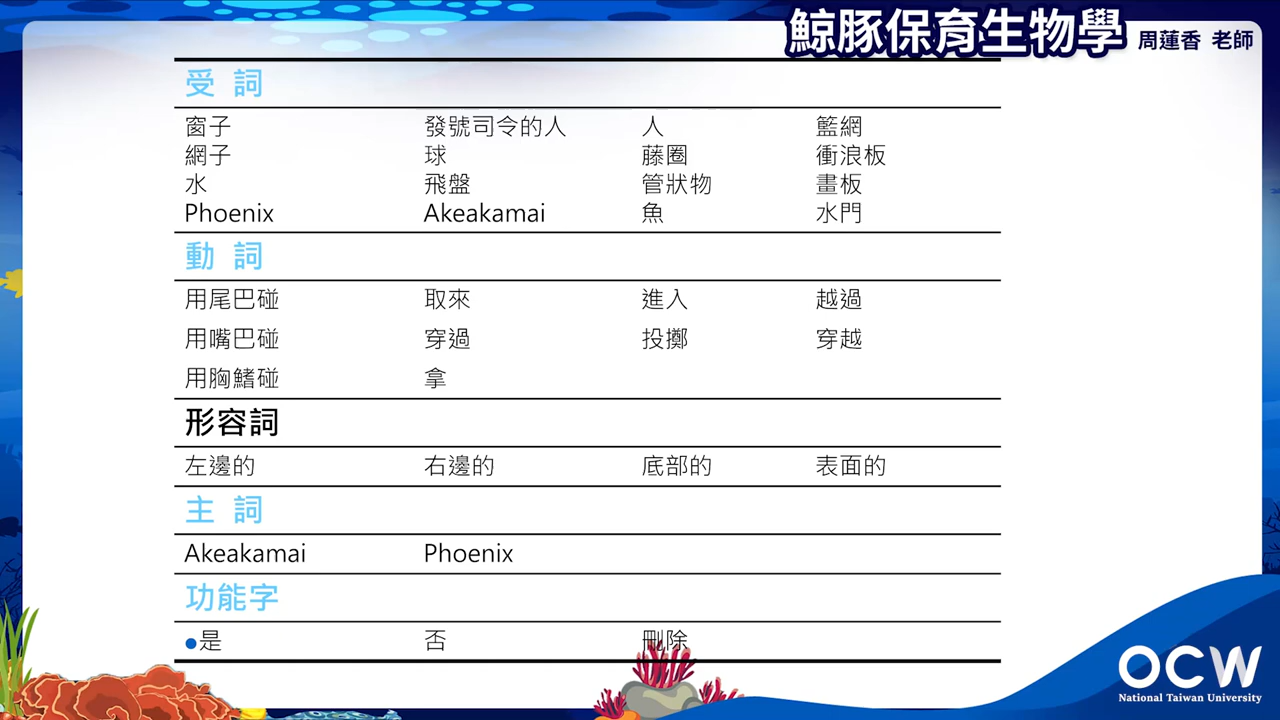 鯨豚保育生物學 周蓮香 老師
受 詞
窗子 發號司令的人 人 籃網
網子 球 藤圈 衝浪板
水 飛盤 管狀物 畫板
Phoenix Akeakamai 魚 水門
動 詞
用尾巴碰 取來 進入 越過
用嘴巴碰 穿過 投擲 穿越
用胸鰭碰 拿
形容詞
左邊的 右邊的 底部的 表面的
主 詞
Akeakamai Phoenix
功能字
●是 否 刪除
OCW
National Taiwan University